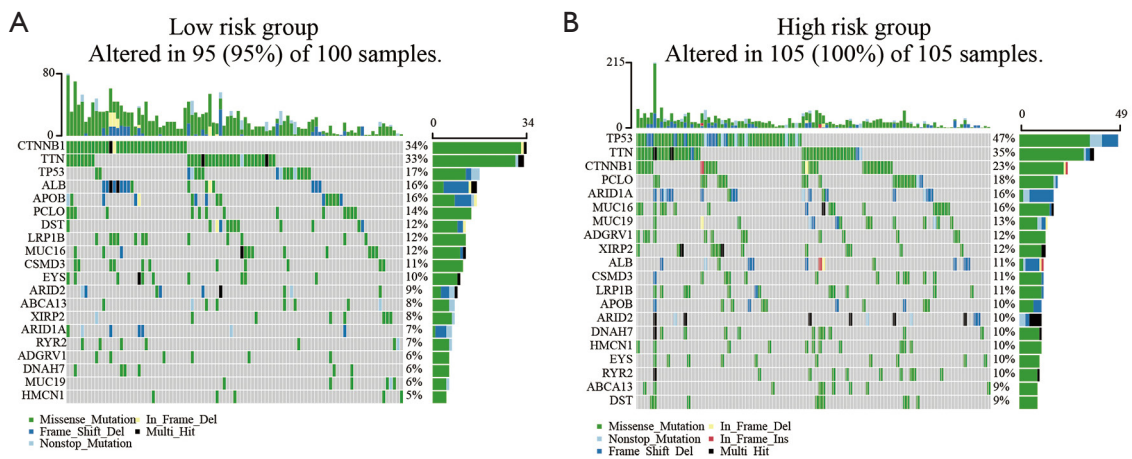 A
Low risk group
Altered in 95 (95%) of 100 samples.
80
0
0 34
CTNNB1 34%
TTN 33%
TP53 17%
ALB 16%
APOB 16%
PCLO 14%
DST 12%
LRP1B 12%
MUC16 12%
CSMD3 11%
EYS 10%
ARID2 9%
ABCA13 8%
XIRP2 8%
ARID1A 7%
RYR2 7%
ADGRV1 6%
DNAH7 6%
MUC19 6%
HMCN1 5%
Missense_Mutation In_Frame_Del
Frame_Shift_Del Multi_Hit
Nonstop_Mutation
B
High risk group
Altered in 105 (100%) of 105 samples.
215
0
0 49
TP53 47%
TTN 35%
CTNNB1 23%
PCLO 18%
ARID1A 16%
MUC16 16%
MUC19 13%
ADGRV1 12%
XIRP2 12%
ALB 11%
CSMD3 11%
LRP1B 11%
APOB 10%
ARID2 10%
DNAH7 10%
HMCN1 10%
EYS 10%
RYR2 10%
ABCA13 9%
DST 9%
Missense_Mutation In_Frame_Del
Nonstop_Mutation In_Frame_Ins
Frame_Shift_Del Multi_Hit